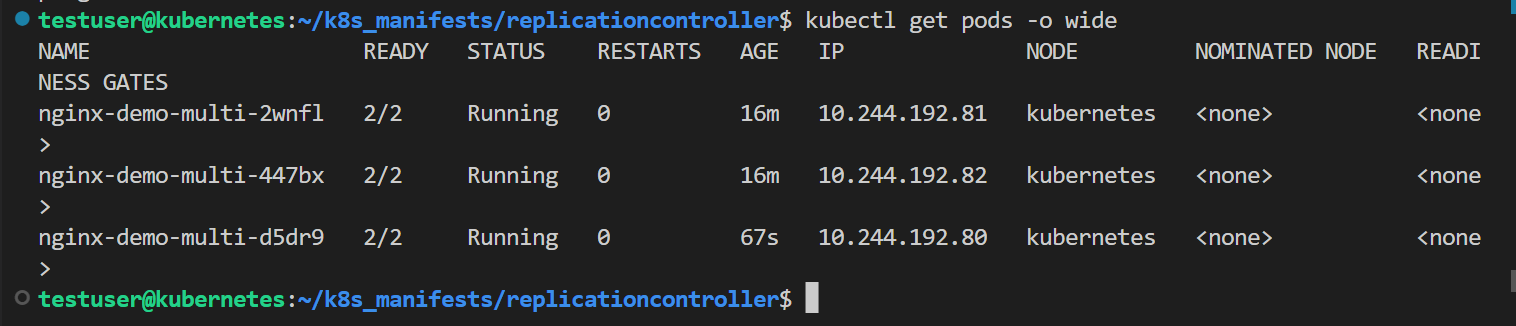 testuser@kubernetes:~/k8s_manifests/replicationcontroller$ kubectl get pods -o wide
NAME                     READY   STATUS    RESTARTS   AGE   IP              NODE         NOMINATED NODE   READI
NESS GATES
nginx-demo-multi-2wnfl   2/2     Running   0          16m   10.244.192.81   kubernetes   <none>           <none
>
nginx-demo-multi-447bx   2/2     Running   0          16m   10.244.192.82   kubernetes   <none>           <none
>
nginx-demo-multi-d5dr9   2/2     Running   0          67s   10.244.192.80   kubernetes   <none>           <none
>
testuser@kubernetes:~/k8s_manifests/replicationcontroller$